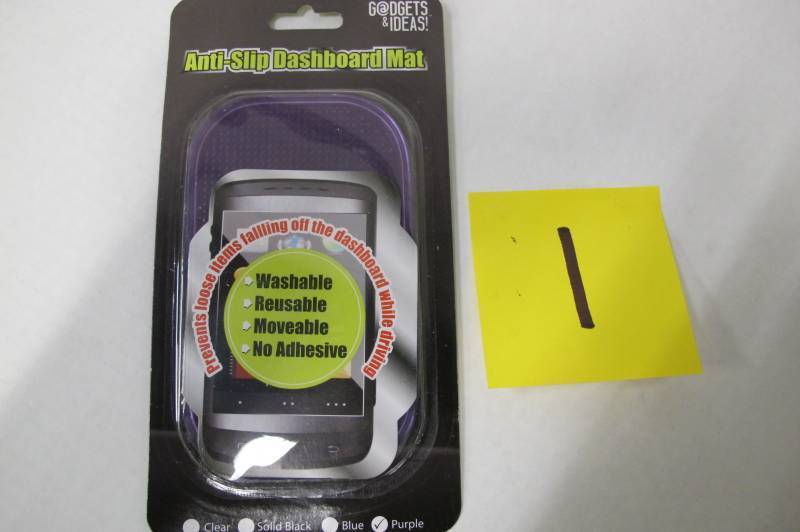 G@DGETS
& IDEAS!
Anti-Slip Dashboard Mat
Prevents loose items fallling off the dashboard while driving
Washable
Reusable
Moveable
No Adhesive
Clear Solid Black Blue Purple
1